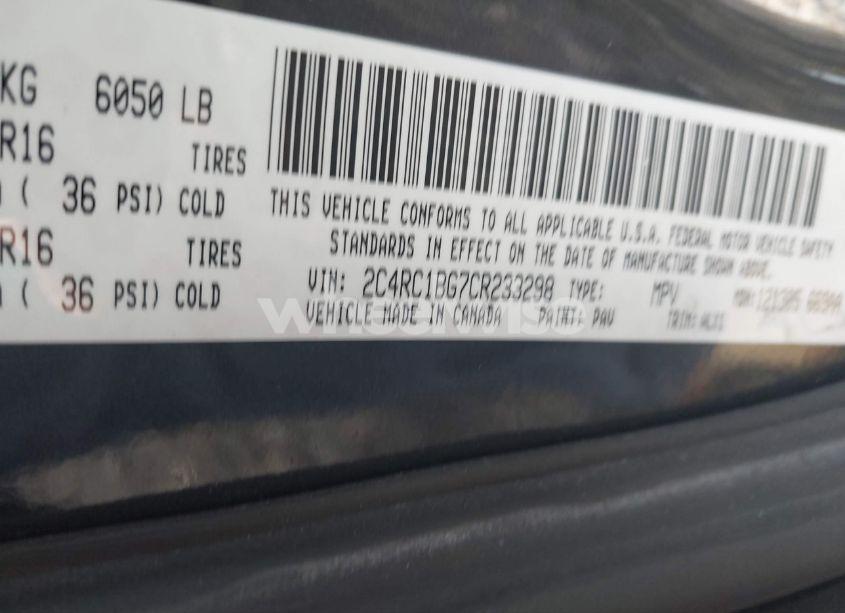 KG 6050 LB
R16 TIRES
( 36 PSI) COLD
R16 TIRES
( 36 PSI) COLD
THIS VEHICLE CONFORMS TO ALL APPLICABLE U.S.A. FEDERAL MOTOR VEHICLE SAFETY
STANDARDS IN EFFECT ON THE DATE OF MANUFACTURE SHOWN ABOVE.
VIN: 2C4RC1BG7CR233298 TYPE: MPV MDH:
VEHICLE MADE IN CANADA PAINT: PAU TRIM: